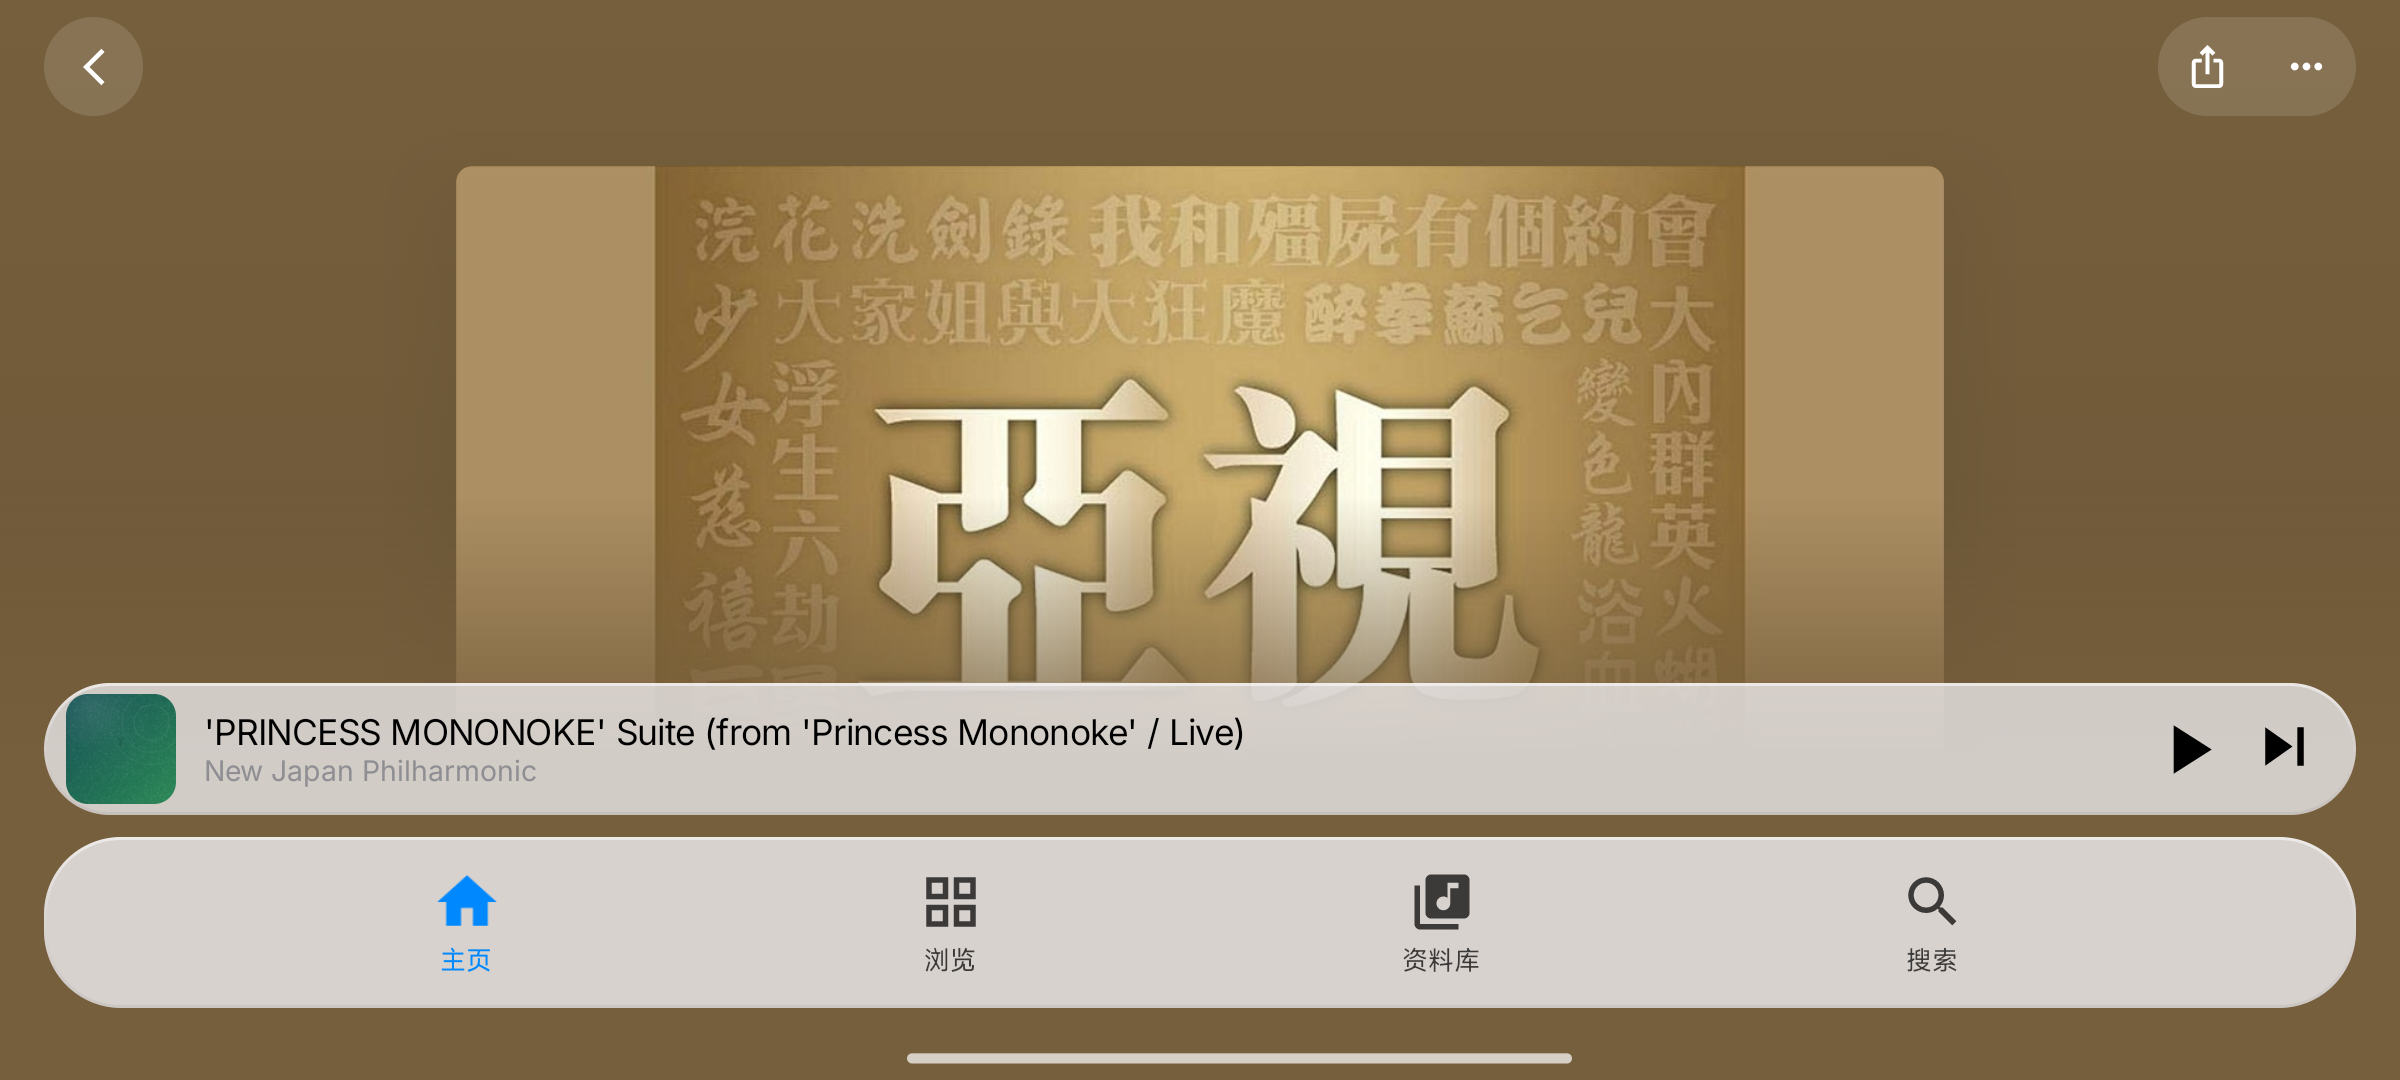 浣花洗劍錄我和殭屍有個約會
少女慈禧
大家姐與大狂魔醉拳蘇乞兒
浮生六劫
變色龍
浴血
大內群英
火蝴
亞視
'PRINCESS MONONOKE' Suite (from 'Princess Mononoke' / Live)
New Japan Philharmonic
主页
浏览
资料库
搜索